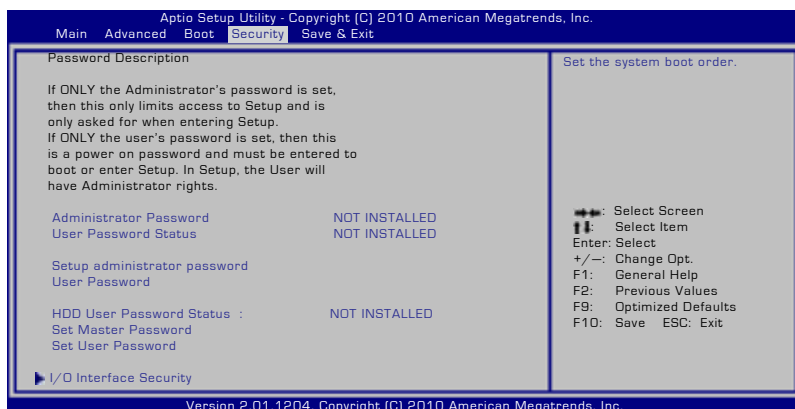 Aptio Setup Utility - Copyright (C) 2010 American Megatrends, Inc.
Main Advanced Boot Security Save & Exit
Password Description
If ONLY the Administrator's password is set,
then this only limits access to Setup and is
only asked for when entering Setup.
If ONLY the user's password is set, then this
is a power on password and must be entered to
boot or enter Setup. In Setup, the User will
have Administrator rights.
Administrator Password NOT INSTALLED
User Password Status NOT INSTALLED
Setup administrator password
User Password
HDD User Password Status : NOT INSTALLED
Set Master Password
Set User Password
I/O Interface Security
Set the system boot order.
: Select Screen
: Select Item
Enter: Select
+/—: Change Opt.
F1: General Help
F2: Previous Values
F9: Optimized Defaults
F10: Save ESC: Exit
Version 2.01.1204. Copyright (C) 2010 American Megatrends, Inc.